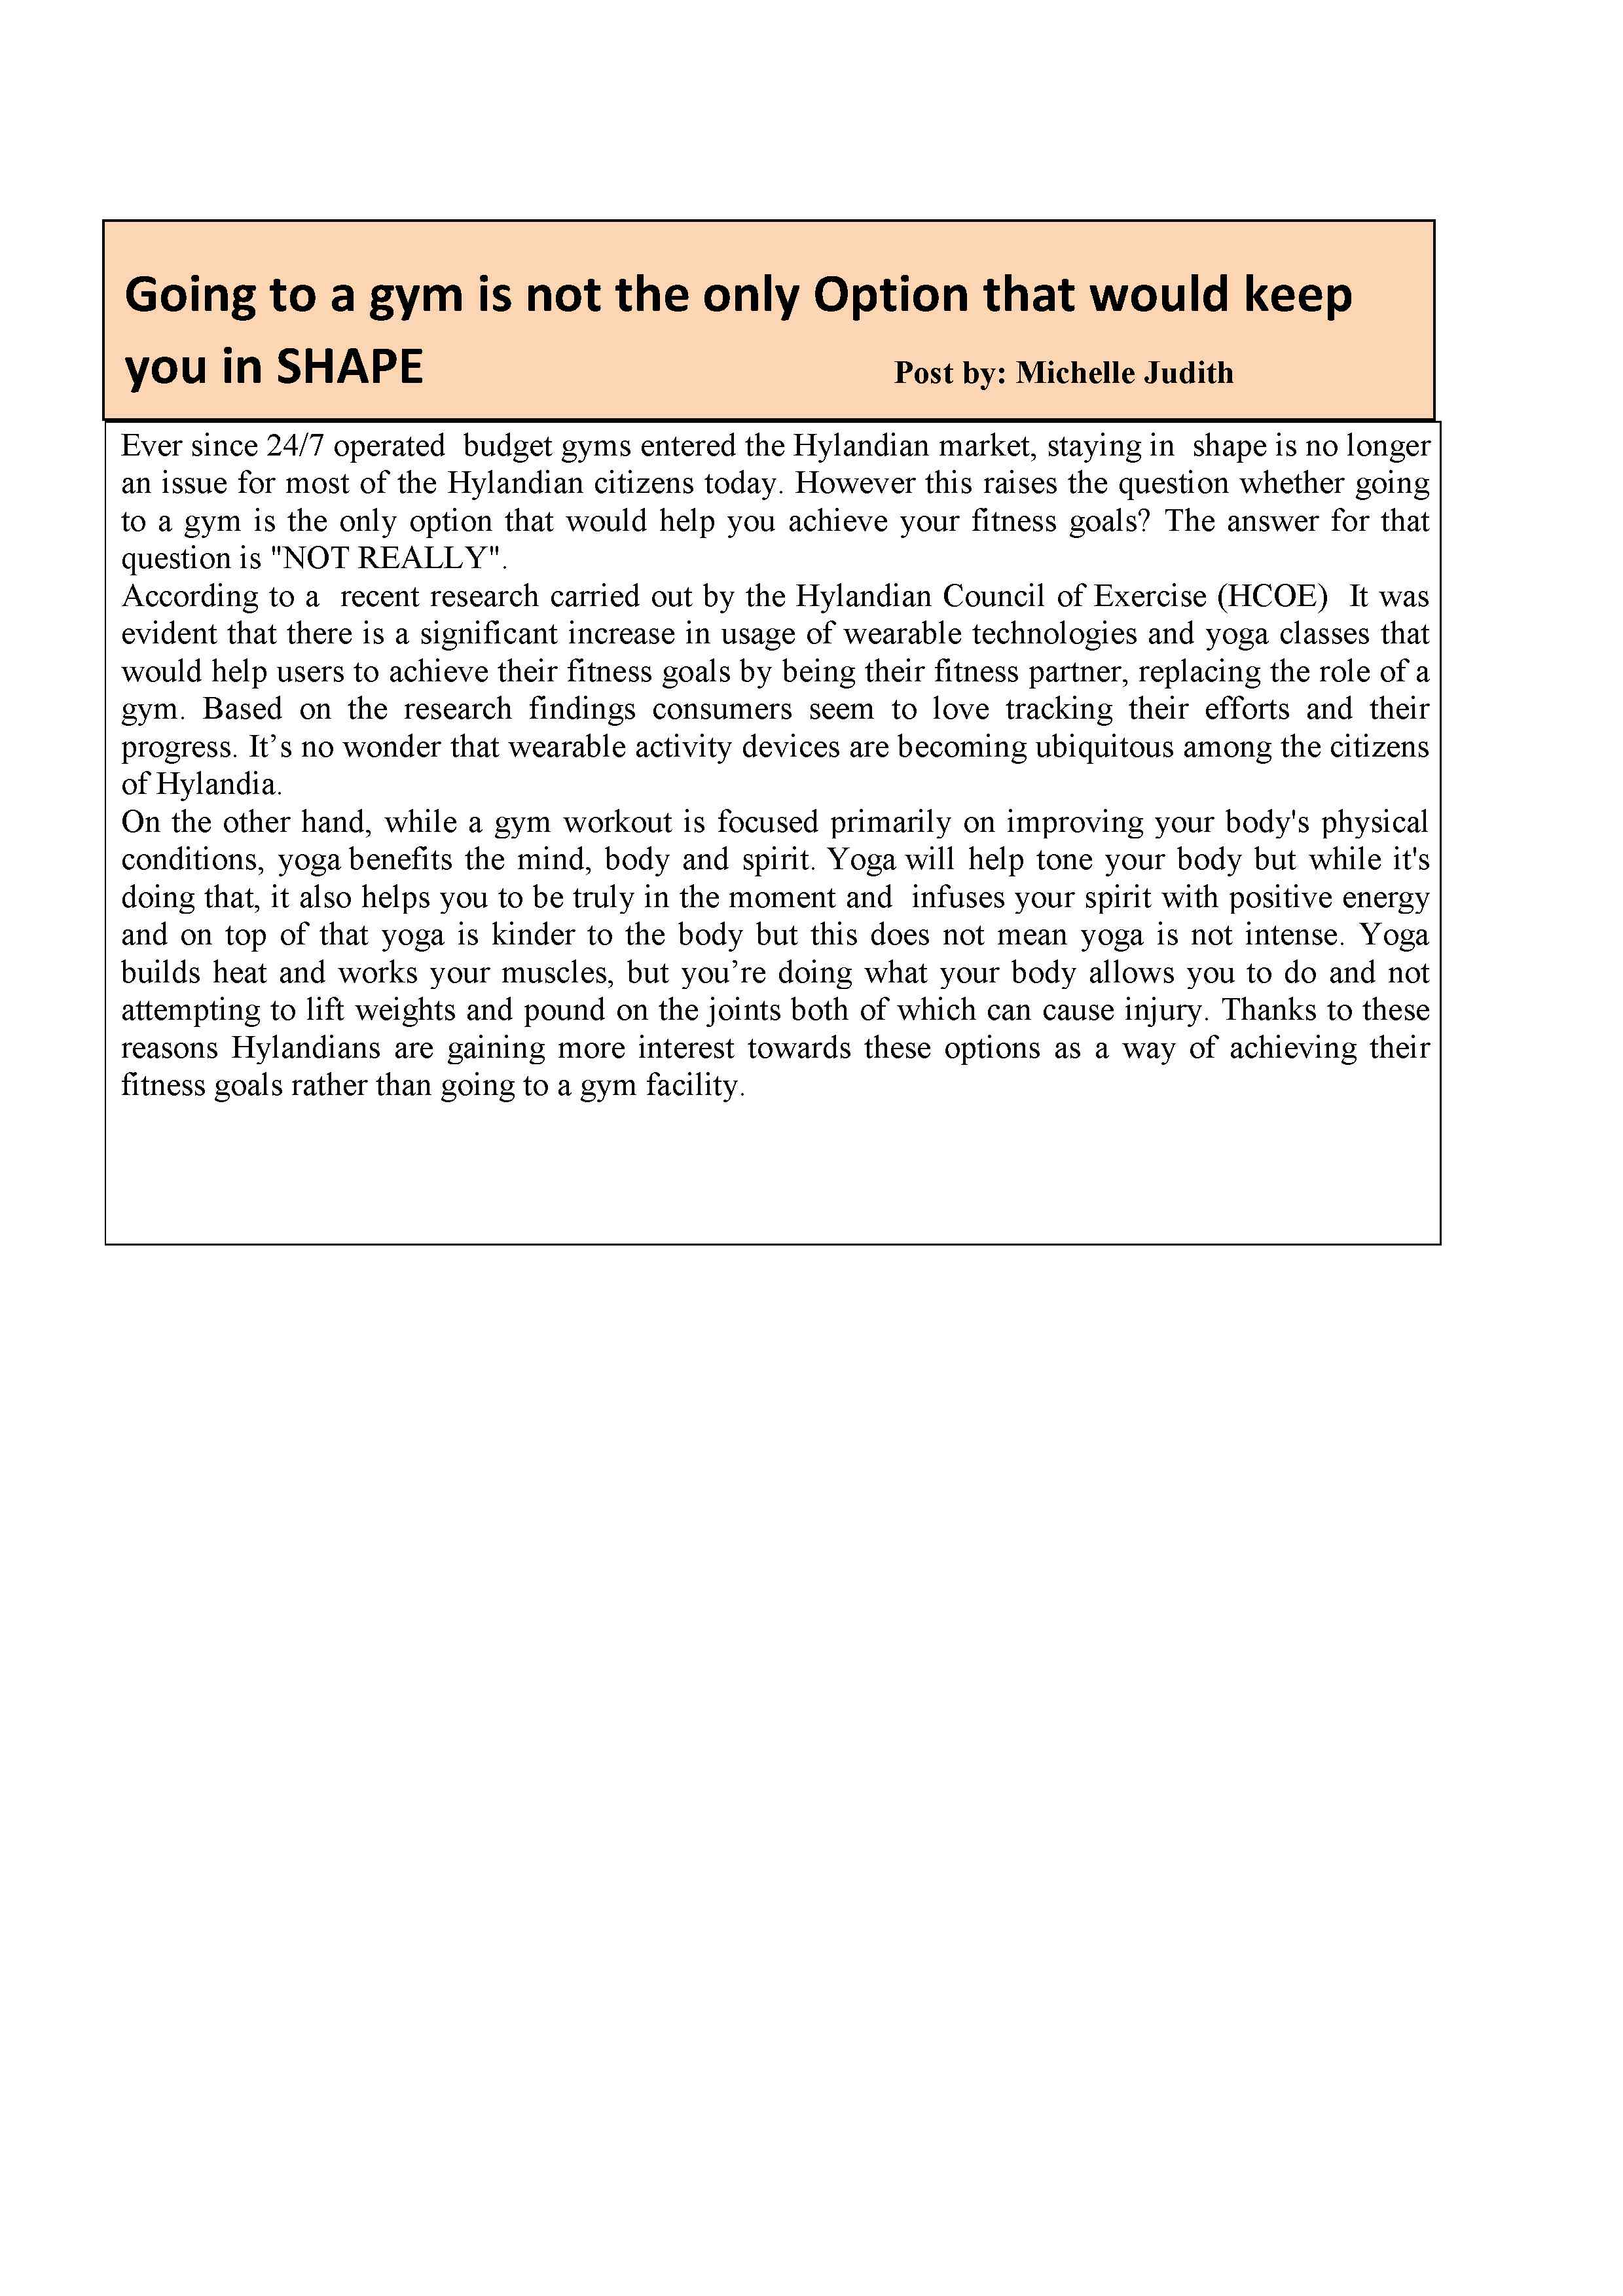 Going to a gym is not the only Option that would keep
you in SHAPE Post by: Michelle Judith
Ever since 24/7 operated  budget gyms entered the Hylandian market, staying in  shape is no longer
an issue for most of the Hylandian citizens today. However this raises the question whether going
to a gym is the only option that would help you achieve your fitness goals? The answer for that
question is "NOT REALLY".
According to a  recent research carried out by the Hylandian Council of Exercise (HCOE)  It was
evident that there is a significant increase in usage of wearable technologies and yoga classes that
would help users to achieve their fitness goals by being their fitness partner, replacing the role of a
gym. Based on the research findings consumers seem to love tracking their efforts and their
progress. It’s no wonder that wearable activity devices are becoming ubiquitous among the citizens
of Hylandia.
On the other hand, while a gym workout is focused primarily on improving your body's physical
conditions, yoga benefits the mind, body and spirit. Yoga will help tone your body but while it's
doing that, it also helps you to be truly in the moment and  infuses your spirit with positive energy
and on top of that yoga is kinder to the body but this does not mean yoga is not intense. Yoga
builds heat and works your muscles, but you’re doing what your body allows you to do and not
attempting to lift weights and pound on the joints both of which can cause injury. Thanks to these
reasons Hylandians are gaining more interest towards these options as a way of achieving their
fitness goals rather than going to a gym facility.